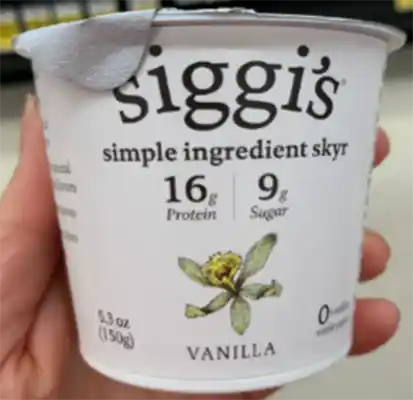 siggi's
simple ingredient skyr
16g 9g
Protein Sugar
5.3 oz
(150g)
0
VANILLA